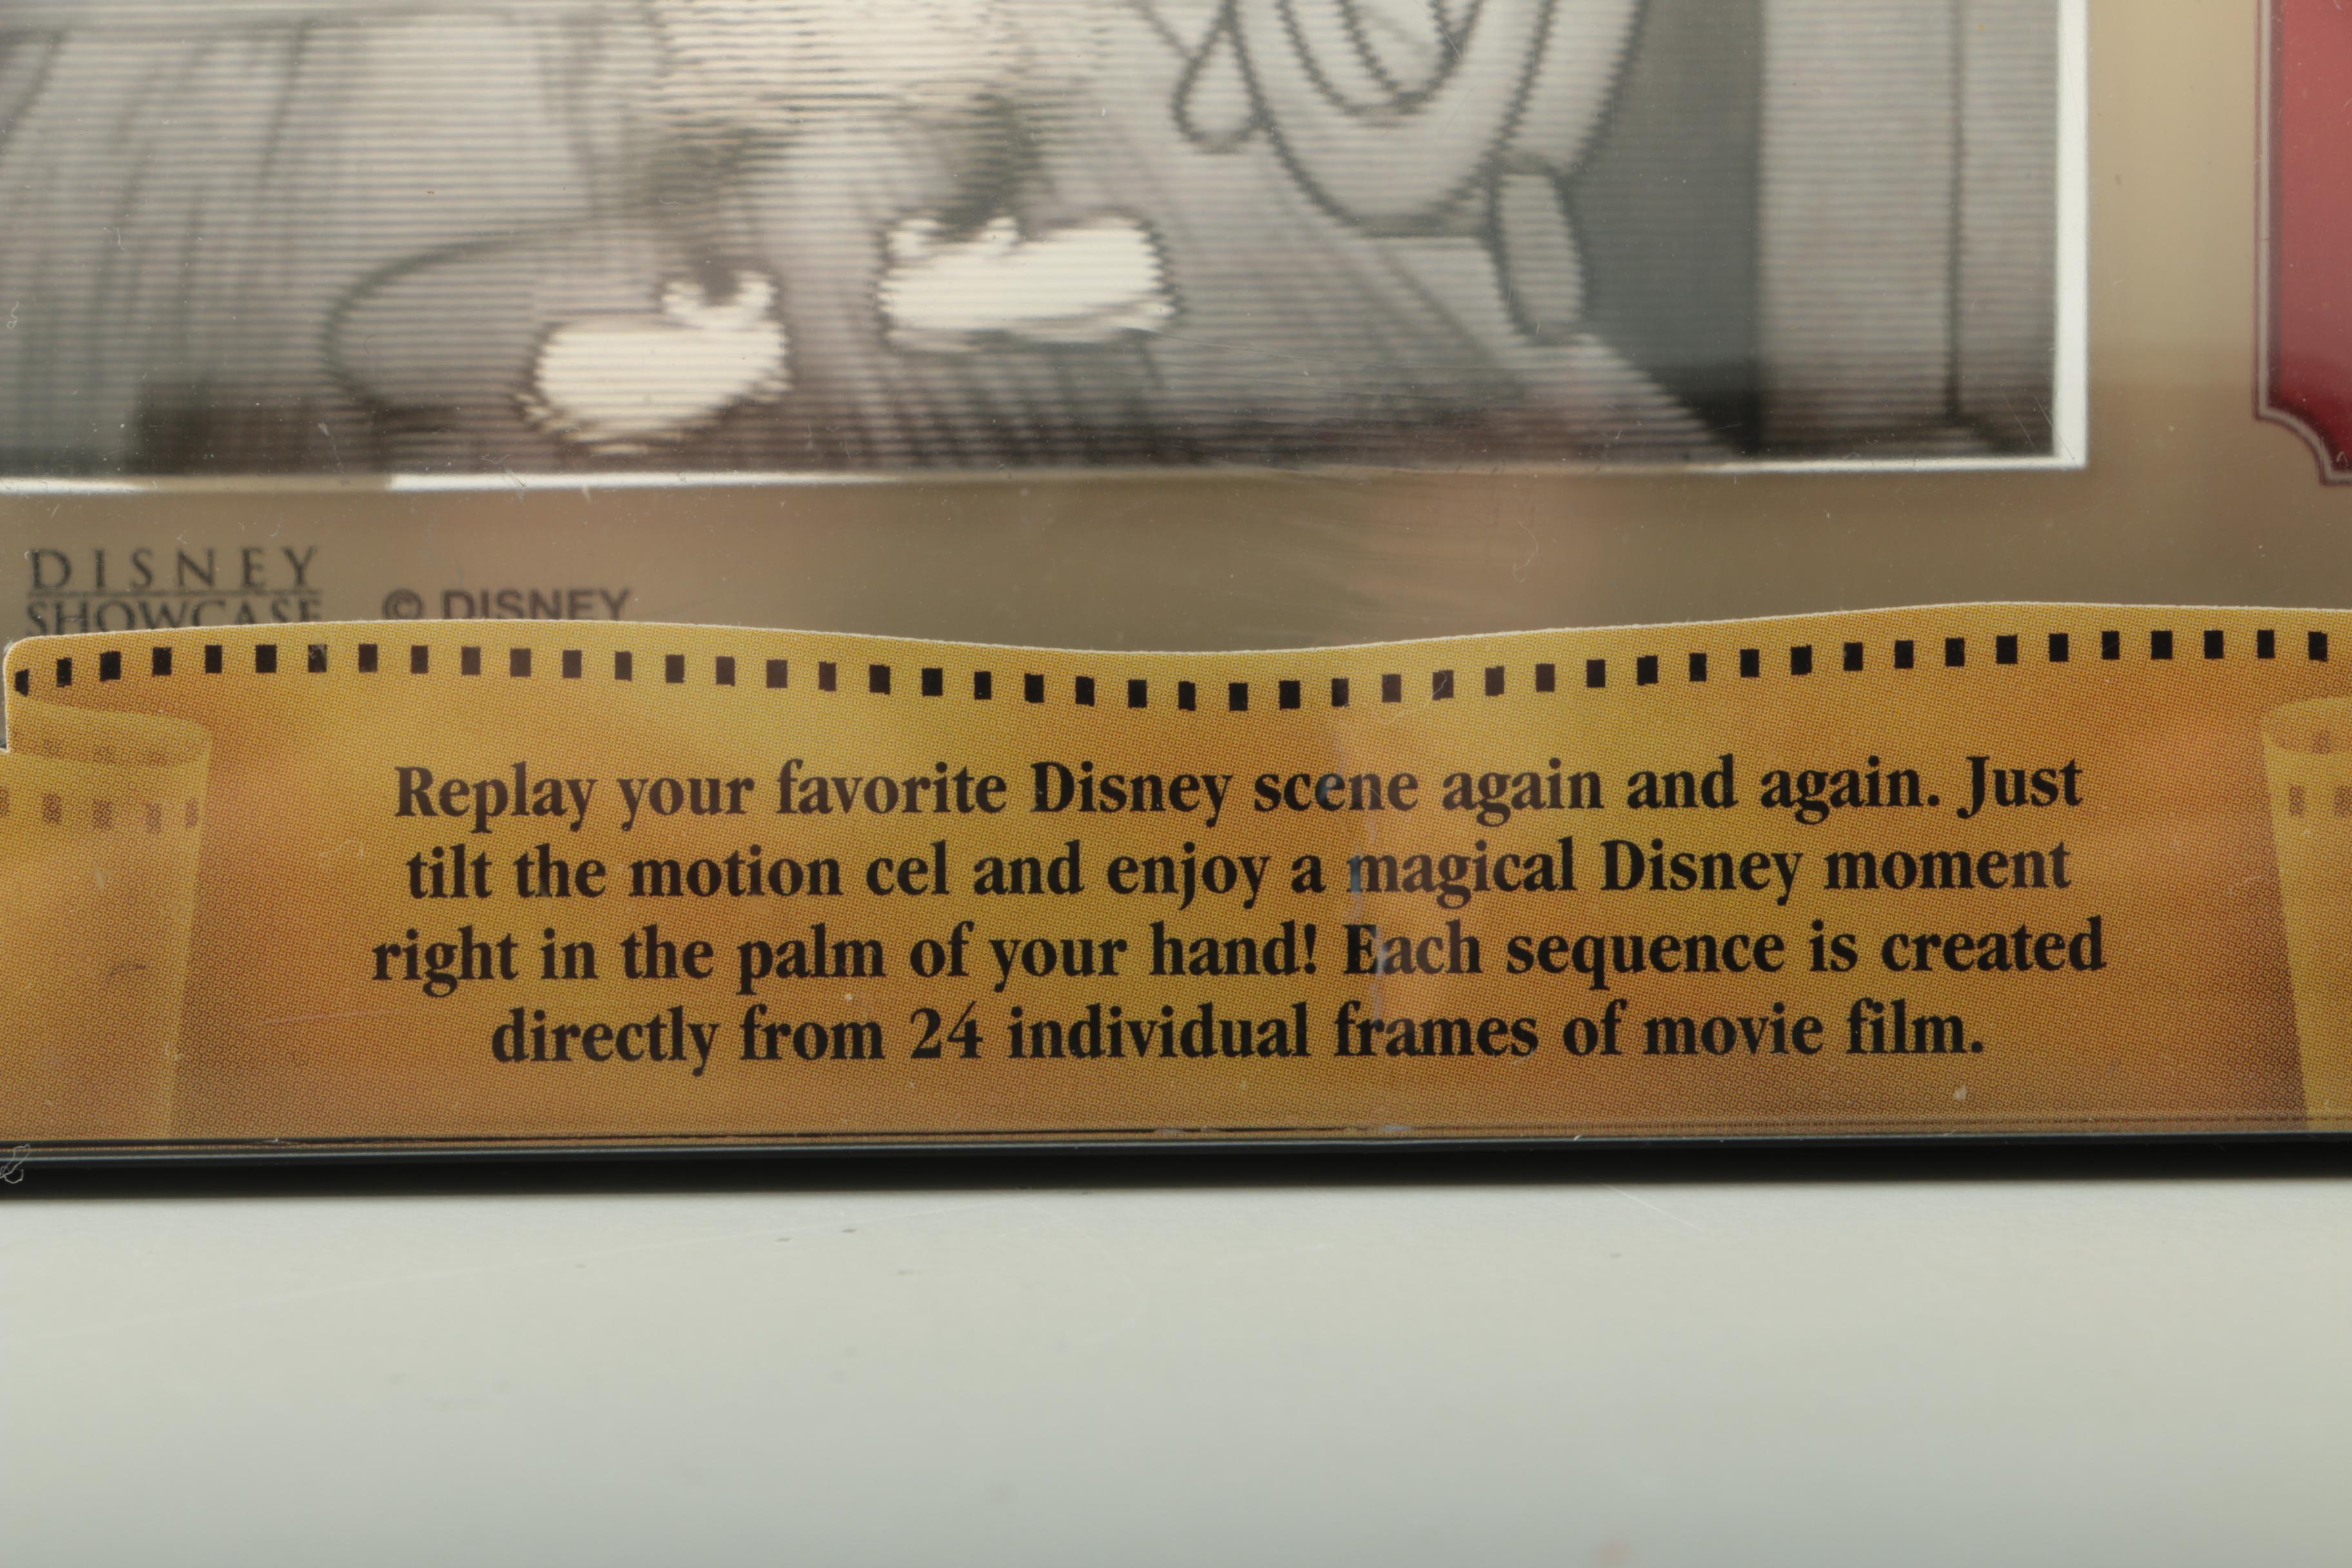 DISNEY
SHOWCASE
© DISNEY
Replay your favorite Disney scene again and again. Just
tilt the motion cel and enjoy a magical Disney moment
right in the palm of your hand! Each sequence is created
directly from 24 individual frames of movie film.